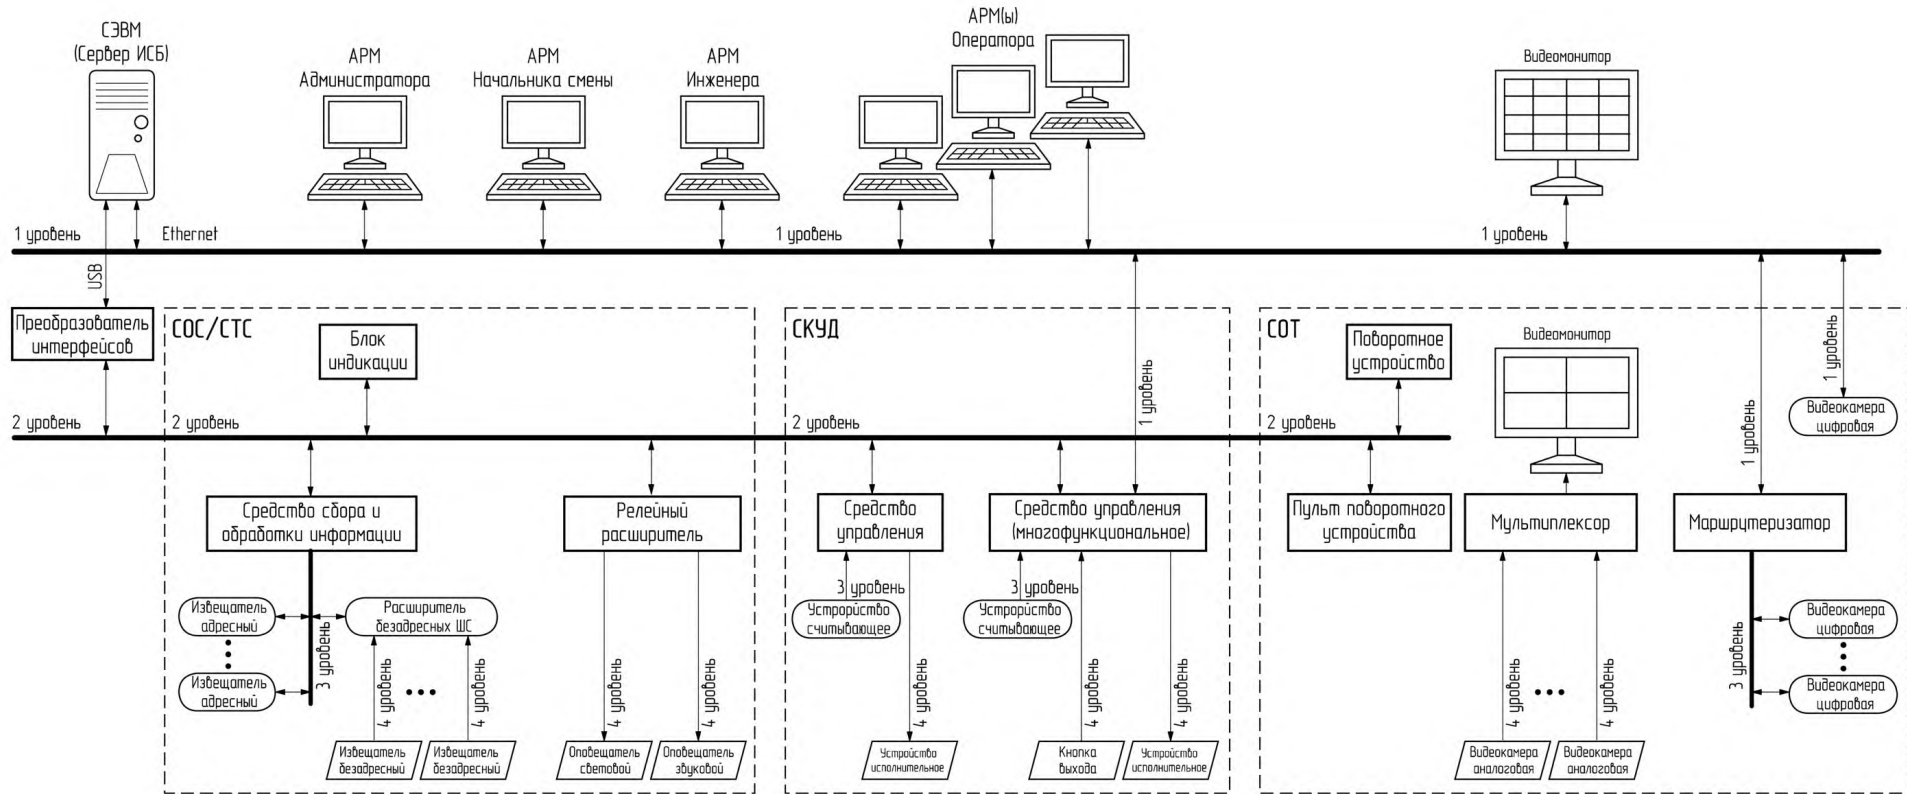 СЭВМ
(Сервер ИСБ)
АРМ
Администратора
АРМ
Начальника смены
АРМ
Инженера
АРМ(ы)
Оператора
Видеомонитор
1 уровень
Ethernet
1 уровень
1 уровень
USB
Преобразователь
интерфейсов
2 уровень
СОС/СТС
Блок
индикации
2 уровень
Средство сбора и
обработки информации
Релейный
расширитель
Извещатель
адресный
Извещатель
адресный
3 уровень
Расширитель
безадресных ШС
4 уровень
4 уровень
4 уровень
4 уровень
Извещатель
безадресный
Извещатель
безадресный
Оповещатель
световой
Оповещатель
звуковой
СКУД
1 уровень
2 уровень
Средство
управления
Средство управления
(многофункциональное)
3 уровень
Устрройство
считывающее
3 уровень
Устрройство
считывающее
4 уровень
4 уровень
4 уровень
Устройство
исполнительное
Кнопка
выхода
Устройство
исполнительное
СОТ
Поворотное
устройство
Видеомонитор
1 уровень
1 уровень
Видеокамера
цифровая
2 уровень
Пульт поворотного
устройства
Мультиплексор
Маршрутеризатор
4 уровень
4 уровень
3 уровень
Видеокамера
цифровая
Видеокамера
цифровая
Видеокамера
аналоговая
Видеокамера
аналоговая